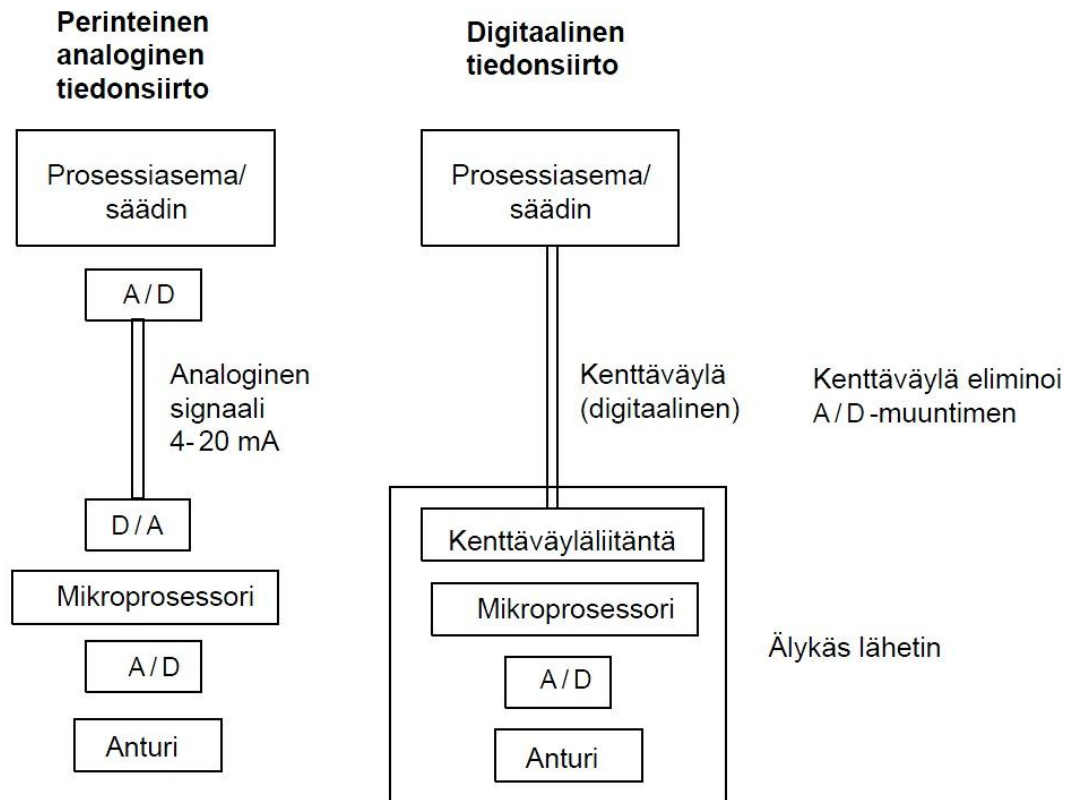 Perinteinen
analoginen
tiedonsiirto
Prosessiasema/
säädin
A / D
Analoginen
signaali
4- 20 mA
D / A
Mikroprosessori
A / D
Anturi
Digitaalinen
tiedonsiirto
Prosessiasema/
säädin
Kenttäväylä
(digitaalinen)
Kenttäväyläliitäntä
Mikroprosessori
A / D
Anturi
Kenttäväylä eliminoi
A / D -muuntimen
Älykäs lähetin